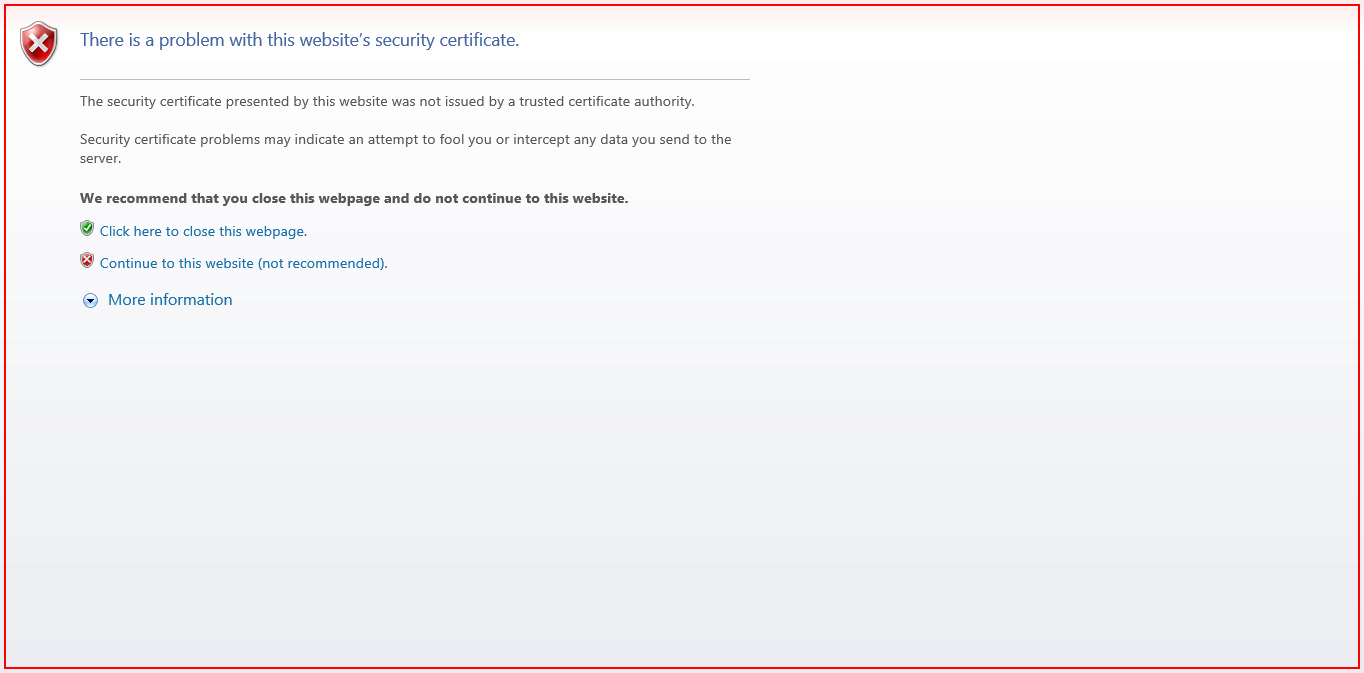 There is a problem with this website's security certificate.
The security certificate presented by this website was not issued by a trusted certificate authority.
Security certificate problems may indicate an attempt to fool you or intercept any data you send to the
server.
We recommend that you close this webpage and do not continue to this website.
Click here to close this webpage.
Continue to this website (not recommended).
More information